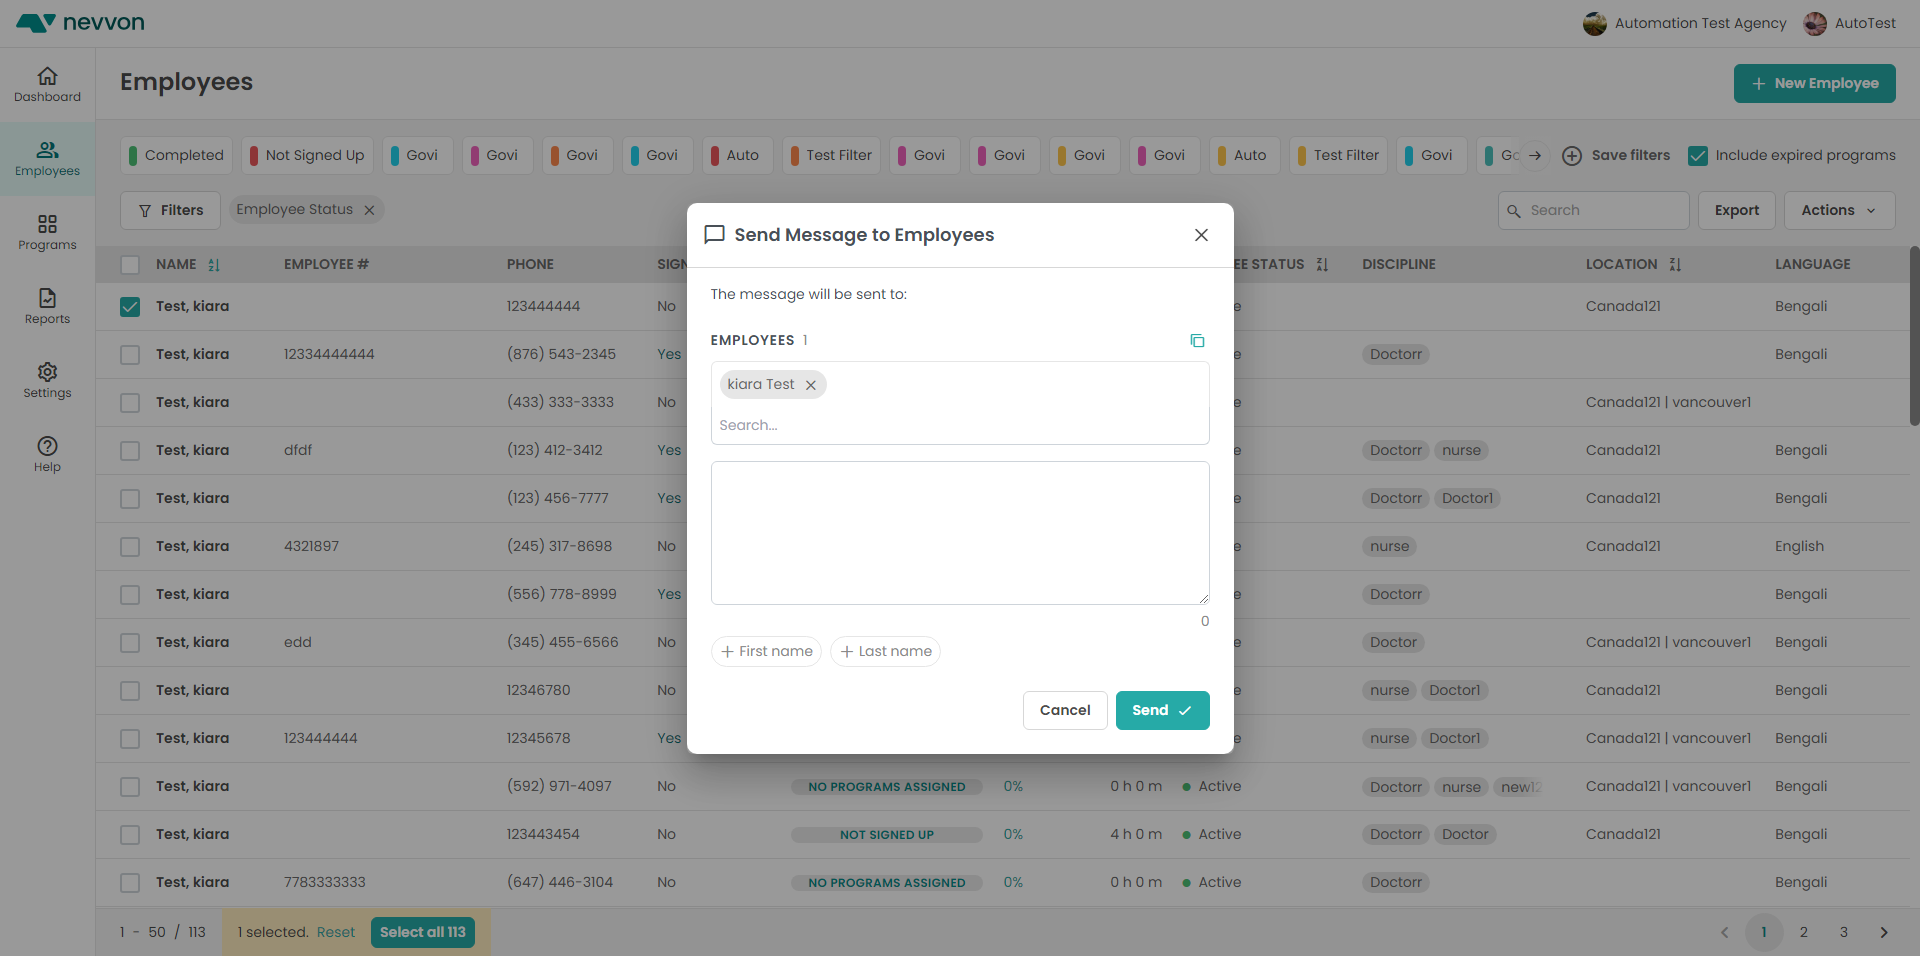 nevvon
Automation Test Agency
AutoTest
Dashboard
Employees
Programs
Reports
Settings
Help
Employees
New Employee
Completed
Not Signed Up
Govi
Govi
Govi
Govi
Auto
Test Filter
Govi
Govi
Govi
Govi
Auto
Test Filter
Govi
Save filters
Include expired programs
Filters
Employee Status
Search
Export
Actions
NAME EMPLOYEE # PHONE SIGN EE STATUS DISCIPLINE LOCATION LANGUAGE
Test, kiara 123444444 No e Canada121 Bengali
Test, kiara 12334444444 (876) 543-2345 Yes e Doctorr Bengali
Test, kiara (433) 333-3333 No e Canada121 | vancouver1
Test, kiara dfdf (123) 412-3412 Yes e Doctorr nurse Canada121 Bengali
Test, kiara (123) 456-7777 Yes e Doctorr Doctor1 Canada121 Bengali
Test, kiara 4321897 (245) 317-8698 No e nurse Canada121 English
Test, kiara (556) 778-8999 Yes e Doctorr Bengali
Test, kiara edd (345) 455-6566 No e Doctor Canada121 | vancouver1 Bengali
Test, kiara 12346780 No e nurse Doctor1 Canada121 Bengali
Test, kiara 123444444 12345678 Yes e nurse Doctor1 Canada121 | vancouver1 Bengali
Test, kiara (592) 971-4097 No NO PROGRAMS ASSIGNED 0% 0 h 0 m Active Doctorr nurse new12 Canada121 | vancouver1 Bengali
Test, kiara 123443454 No NOT SIGNED UP 0% 4 h 0 m Active Doctorr Doctor Canada121 Bengali
Test, kiara 7783333333 (647) 446-3104 No NO PROGRAMS ASSIGNED 0% 0 h 0 m Active Doctorr Bengali
1 - 50 / 113
1 selected. Reset
Select all 113
1 2 3
Send Message to Employees
The message will be sent to:
EMPLOYEES 1
kiara Test
Search...
0
First name
Last name
Cancel
Send